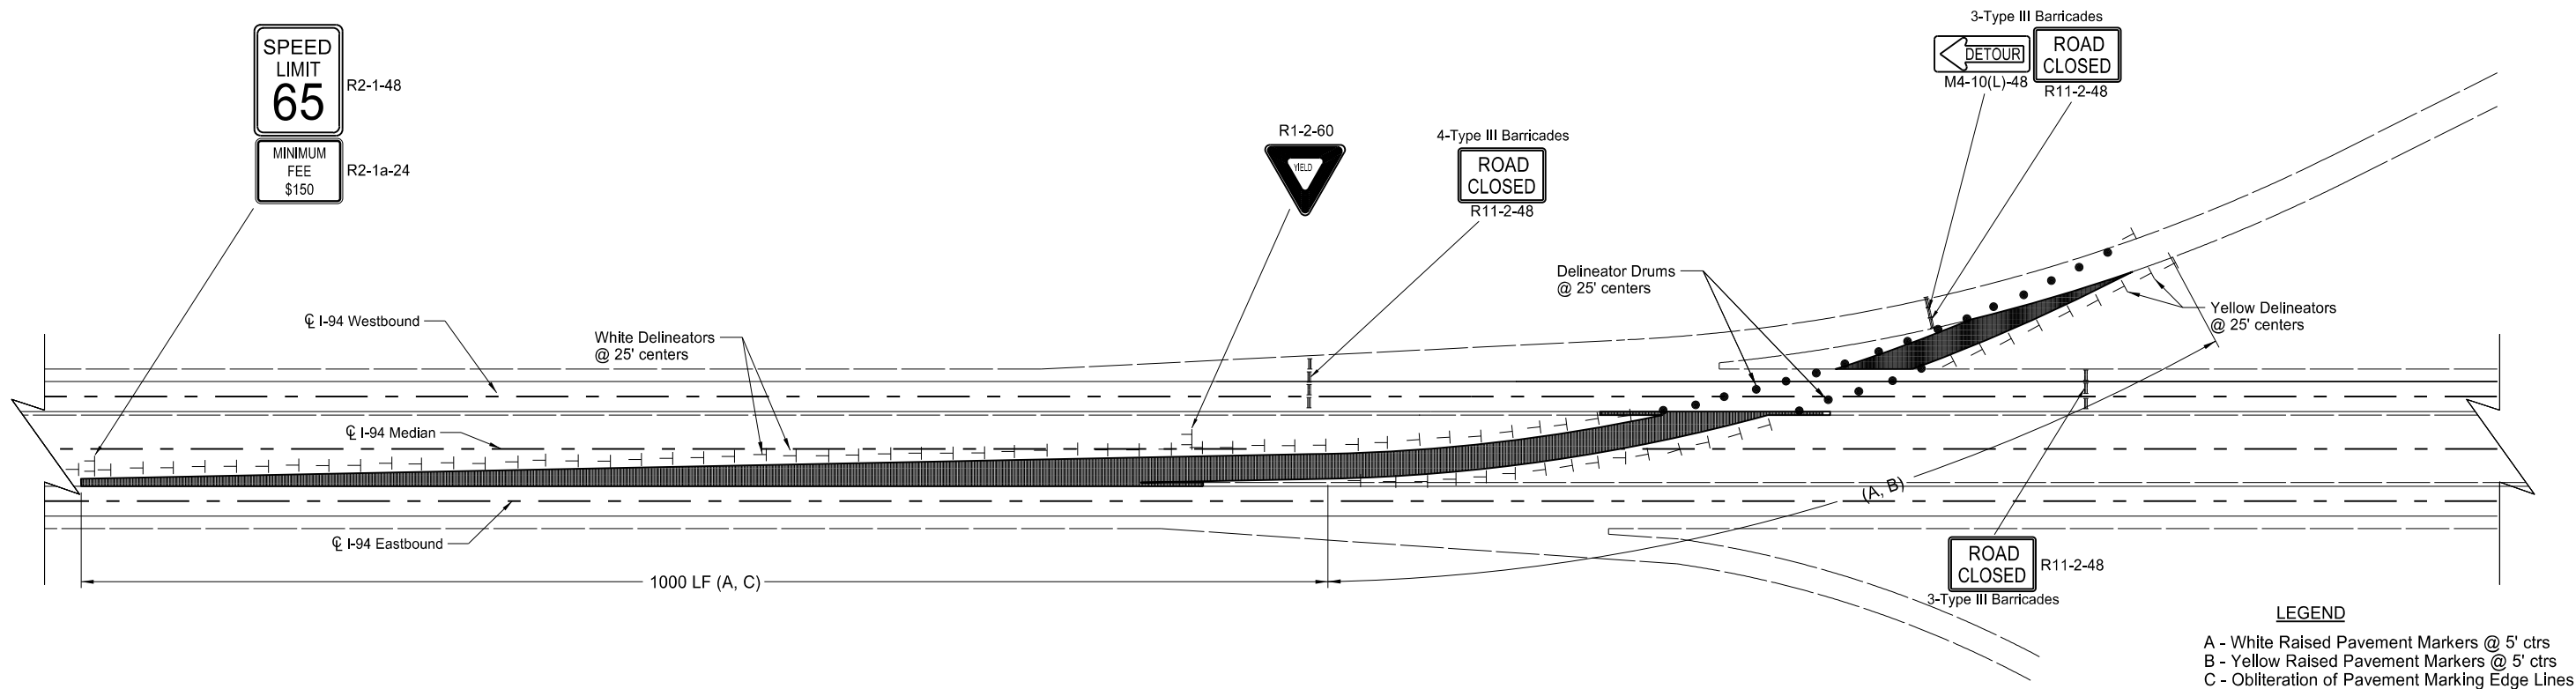 SPEED
LIMIT
65
R2-1-48
MINIMUM
FEE
$150
R2-1a-24
R1-2-60
YIELD
4-Type III Barricades
ROAD
CLOSED
R11-2-48
3-Type III Barricades
DETOUR
M4-10(L)-48
ROAD
CLOSED
R11-2-48
Delineator Drums
@ 25' centers
Yellow Delineators
@ 25' centers
℄ I-94 Westbound
White Delineators
@ 25' centers
℄ I-94 Median
℄ I-94 Eastbound
(A, B)
1000 LF (A, C)
ROAD
CLOSED
R11-2-48
3-Type III Barricades
LEGEND
A - White Raised Pavement Markers @ 5' ctrs
B - Yellow Raised Pavement Markers @ 5' ctrs
C - Obliteration of Pavement Marking Edge Lines